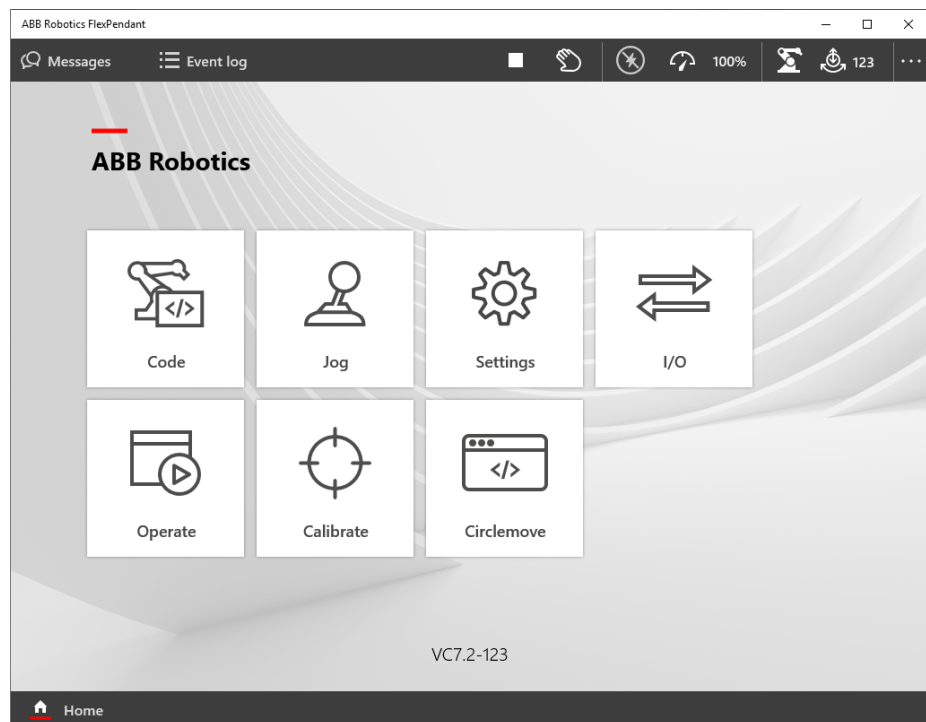 ABB Robotics FlexPendant
Messages Event log 100% 123 ...
ABB Robotics
</> 
Code Jog Settings I/O
</>
Operate Calibrate Circlemove
VC7.2-123
Home